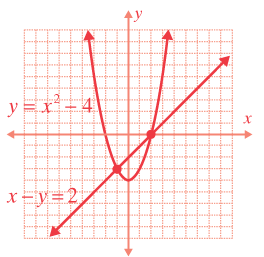 y
y = x² – 4
x
x – y = 2